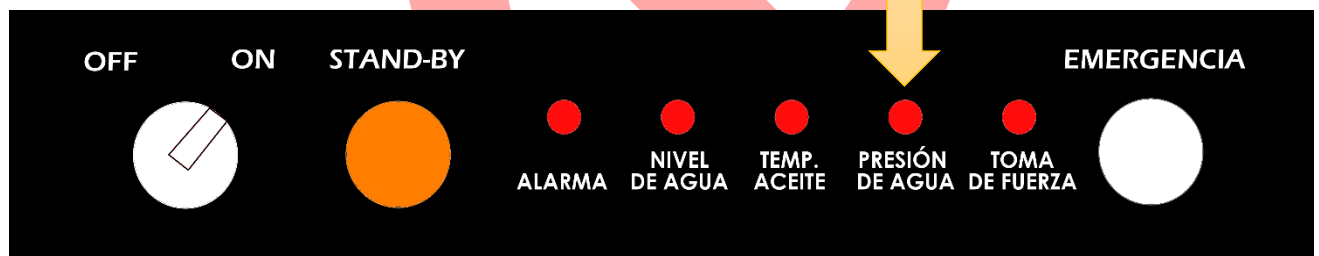 OFF
ON
STAND-BY
EMERGENCIA
ALARMA
NIVEL
DE AGUA
TEMP.
ACEITE
PRESIÓN
DE AGUA
TOMA
DE FUERZA